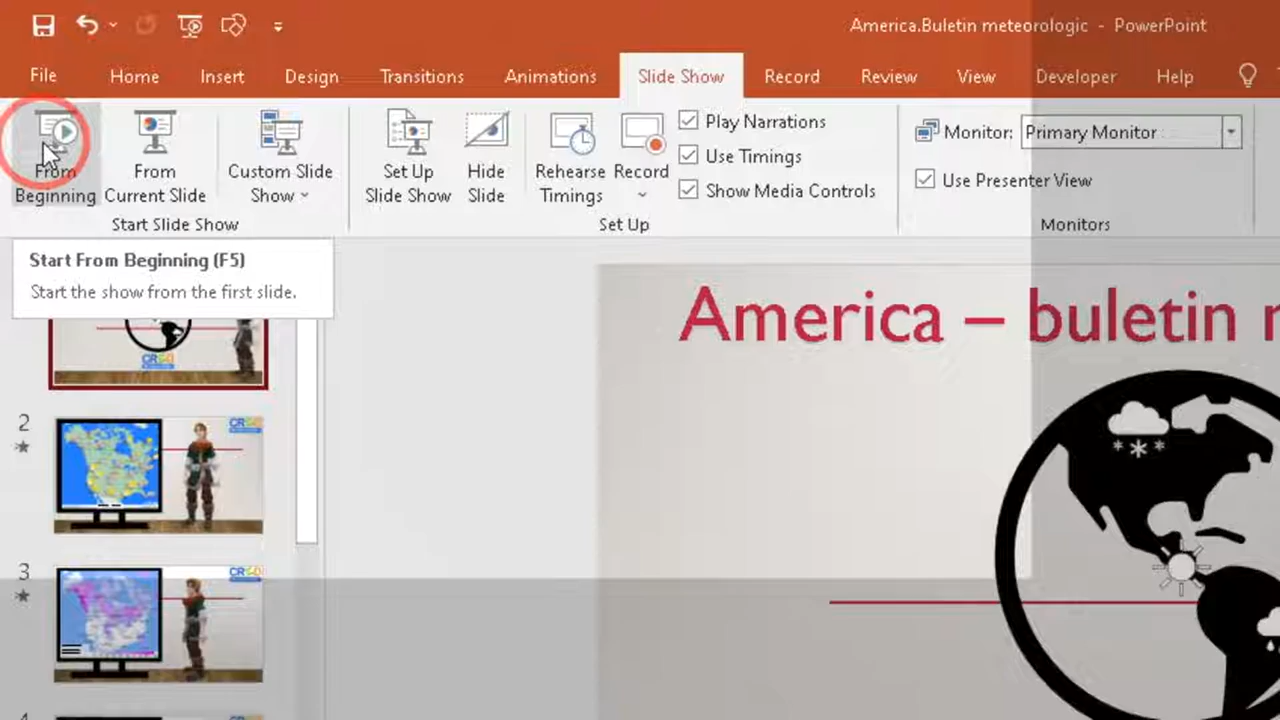 America.Buletin meteorologic - PowerPoint
File Home Insert Design Transitions Animations Slide Show Record Review View Developer Help
From Beginning
From Current Slide
Custom Slide Show
Start Slide Show
Set Up Slide Show
Hide Slide
Rehearse Timings
Record
Play Narrations
Use Timings
Show Media Controls
Set Up
Monitor: Primary Monitor
Use Presenter View
Monitors
Start From Beginning (F5)
Start the show from the first slide.
America – buletin
2
3